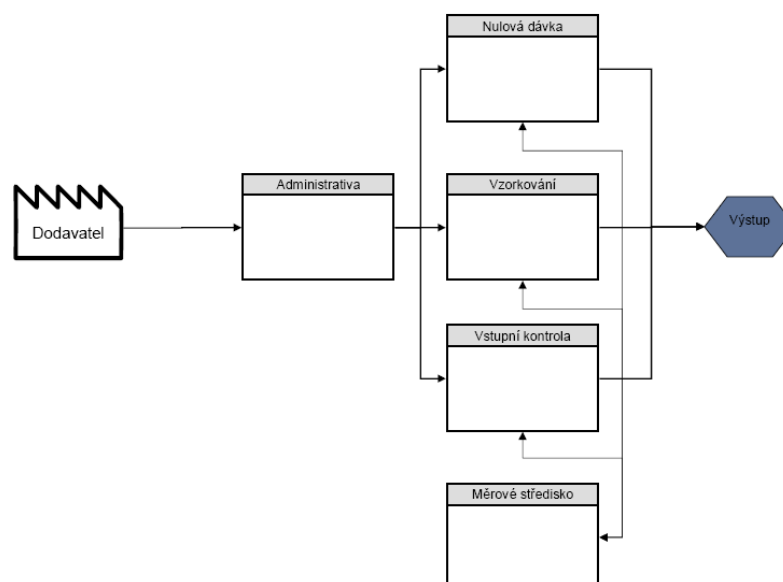 Nulová dávka
Administrativa
Vzorkování
Dodavatel
Výstup
Vstupní kontrola
Měrové středisko